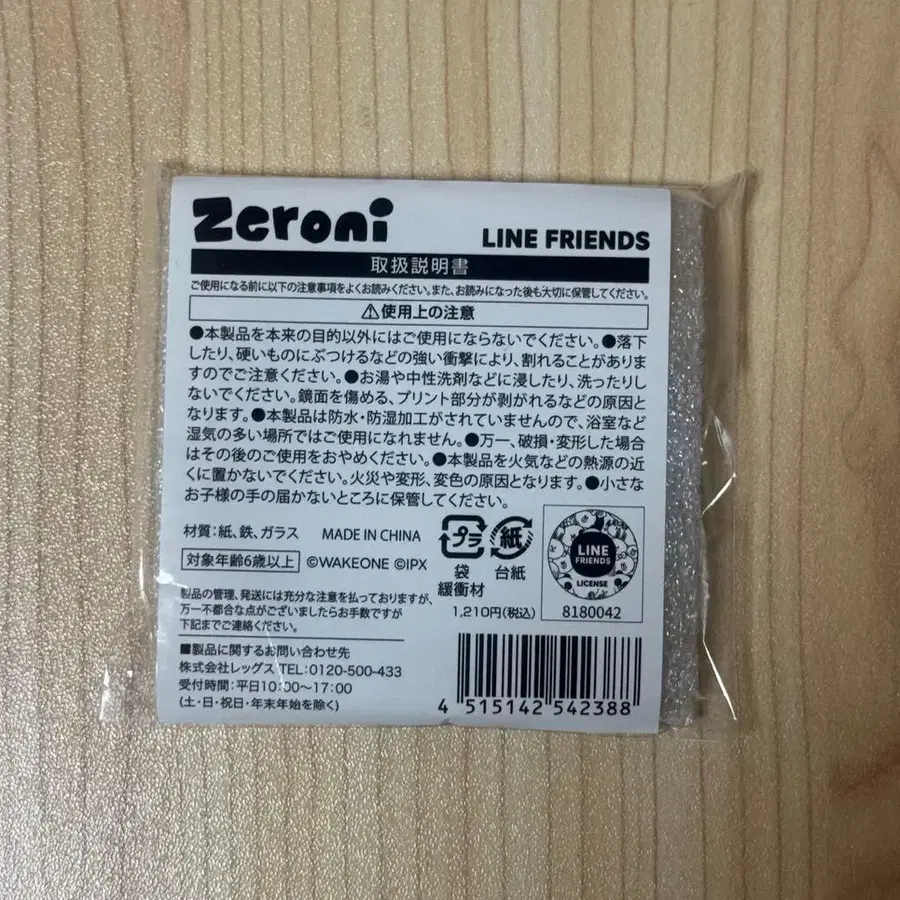 Zeroni
LINE FRIENDS
取扱説明書
ご使用になる前に以下の注意事項をよくお読みください。また、お読みになった後も大切に保管してください。
⚠使用上の注意
●本製品を本来の目的以外にはご使用にならないでください。●落下
したり、硬いものにぶつけるなどの強い衝撃により、割れることがありま
すのでご注意ください。●お湯や中性洗剤などに浸したり、洗ったりし
ないでください。鏡面を傷める、プリント部分が剥がれるなどの原因と
なります。●本製品は防水・防湿加工がされていませんので、浴室など
湿気の多い場所ではご使用になれません。●万一、破損・変形した場合
はその後のご使用をおやめください。●本製品を火気などの熱源の近
くに置かないでください。火災や変形、変色の原因となります。●小さな
お子様の手の届かないところに保管してください。
材質：紙、鉄、ガラス MADE IN CHINA
対象年齢6歳以上 ©WAKEONE ©IPX
プラ
袋
緩衝材
紙
台紙
1,210円(税込)
LINE
FRIENDS
LICENSE
8180042
製品の管理、発送には充分な注意を払っておりますが、
万一不都合な点がございましたらお手数ですが
下記までご連絡ください。
■製品に関するお問い合わせ先
株式会社レッグス TEL:0120-500-433
受付時間：平日10:00～17:00
(土・日・祝日・年末年始を除く)
4 515142 542388